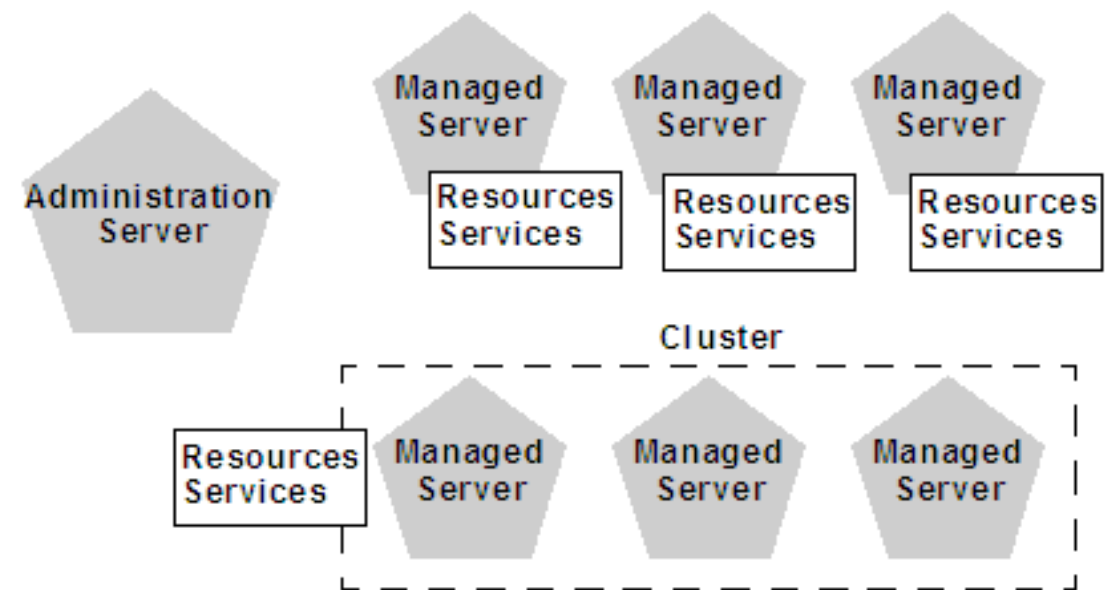 Administration
Server
Managed
Server
Resources
Services
Managed
Server
Resources
Services
Managed
Server
Resources
Services
Cluster
Resources
Services
Managed
Server
Managed
Server
Managed
Server